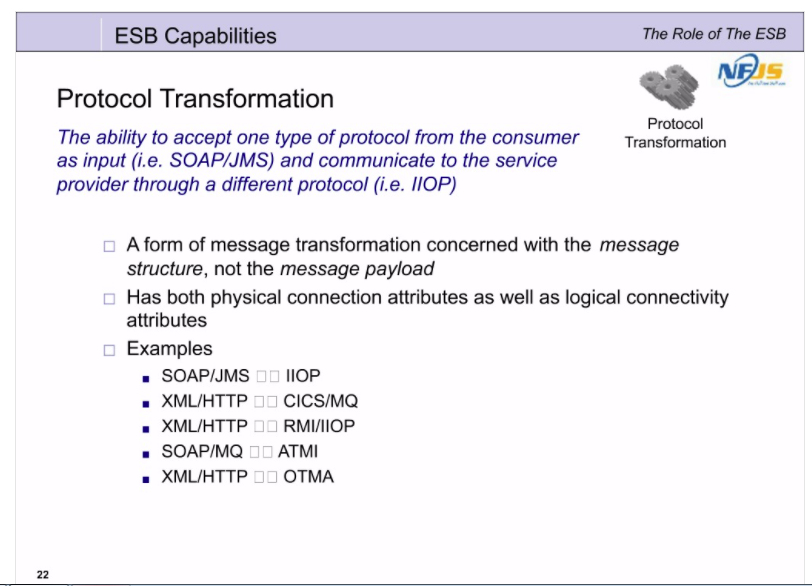 ESB Capabilities
The Role of The ESB
NFJS
Protocol Transformation
Protocol
Transformation
The ability to accept one type of protocol from the consumer
as input (i.e. SOAP/JMS) and communicate to the service
provider through a different protocol (i.e. IIOP)
□ A form of message transformation concerned with the message
structure, not the message payload
□ Has both physical connection attributes as well as logical connectivity
attributes
□ Examples
■ SOAP/JMS □□ IIOP
■ XML/HTTP □□ CICS/MQ
■ XML/HTTP □□ RMI/IIOP
■ SOAP/MQ □□ ATMI
■ XML/HTTP □□ OTMA
22